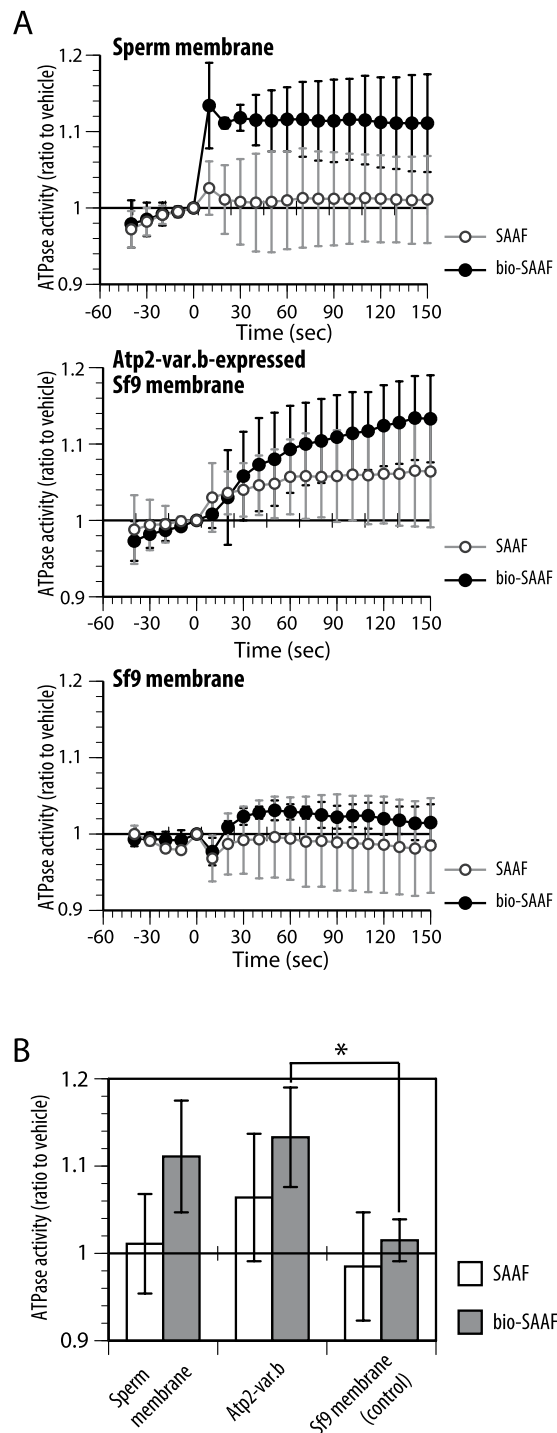 A
Sperm membrane
ATPase activity (ratio to vehicle)
1.2
1.1
1
0.9
-60
-30
0
30
60
90
120
150
Time (sec)
SAAF
bio-SAAF
Atp2-var.b-expressed
Sf9 membrane
ATPase activity (ratio to vehicle)
1.2
1.1
1
0.9
-60
-30
0
30
60
90
120
150
Time (sec)
SAAF
bio-SAAF
Sf9 membrane
ATPase activity (ratio to vehicle)
1.2
1.1
1
0.9
-60
-30
0
30
60
90
120
150
Time (sec)
SAAF
bio-SAAF
B
*
ATPase activity (ratio to vehicle)
1.2
1.1
1
0.9
Sperm
membrane
Atp2-var.b
Sf9 membrane
(control)
SAAF
bio-SAAF